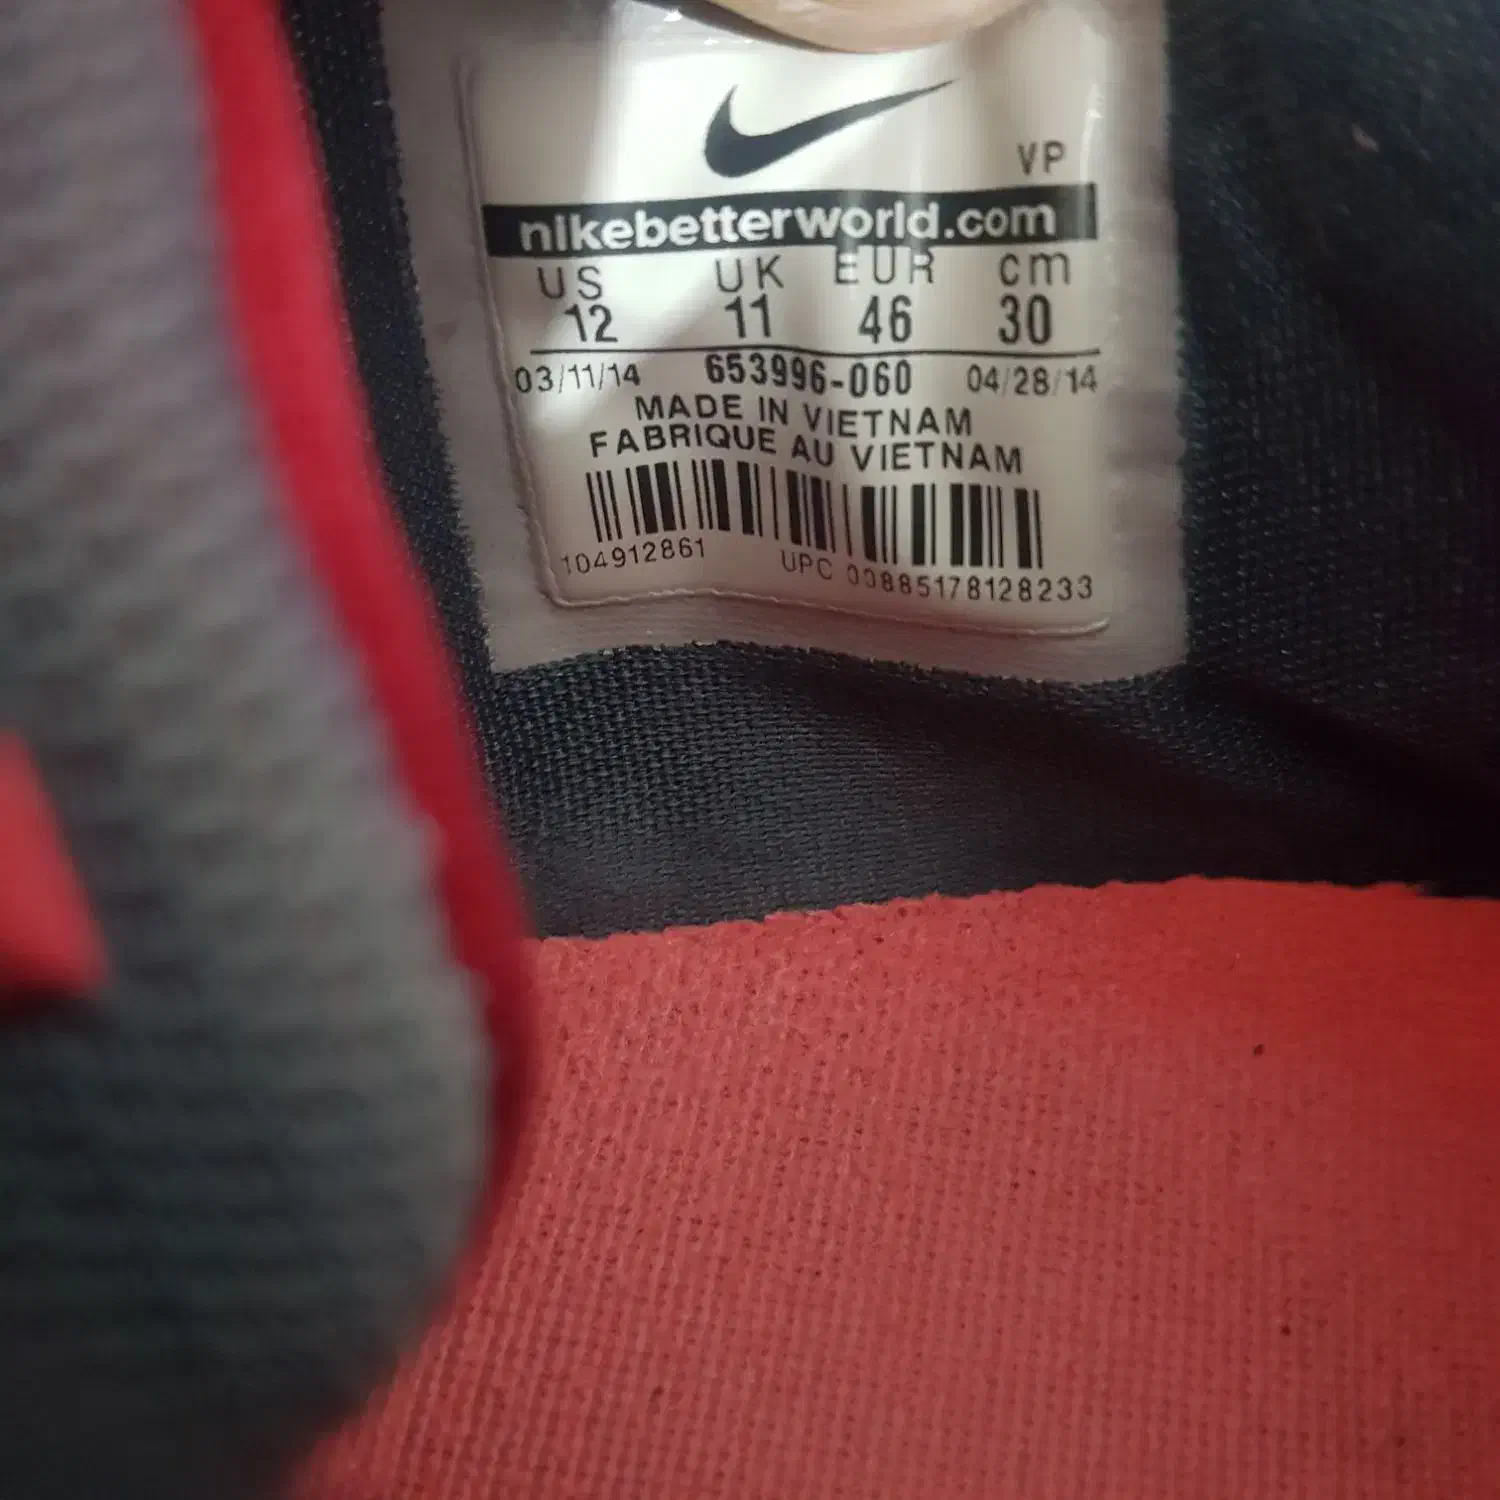 VP
nikebetterworld.com
US UK EUR cm
12 11 46 30
03/11/14 653996-060 04/28/14
MADE IN VIETNAM
FABRIQUE AU VIETNAM
104912861 UPC 00885178128233